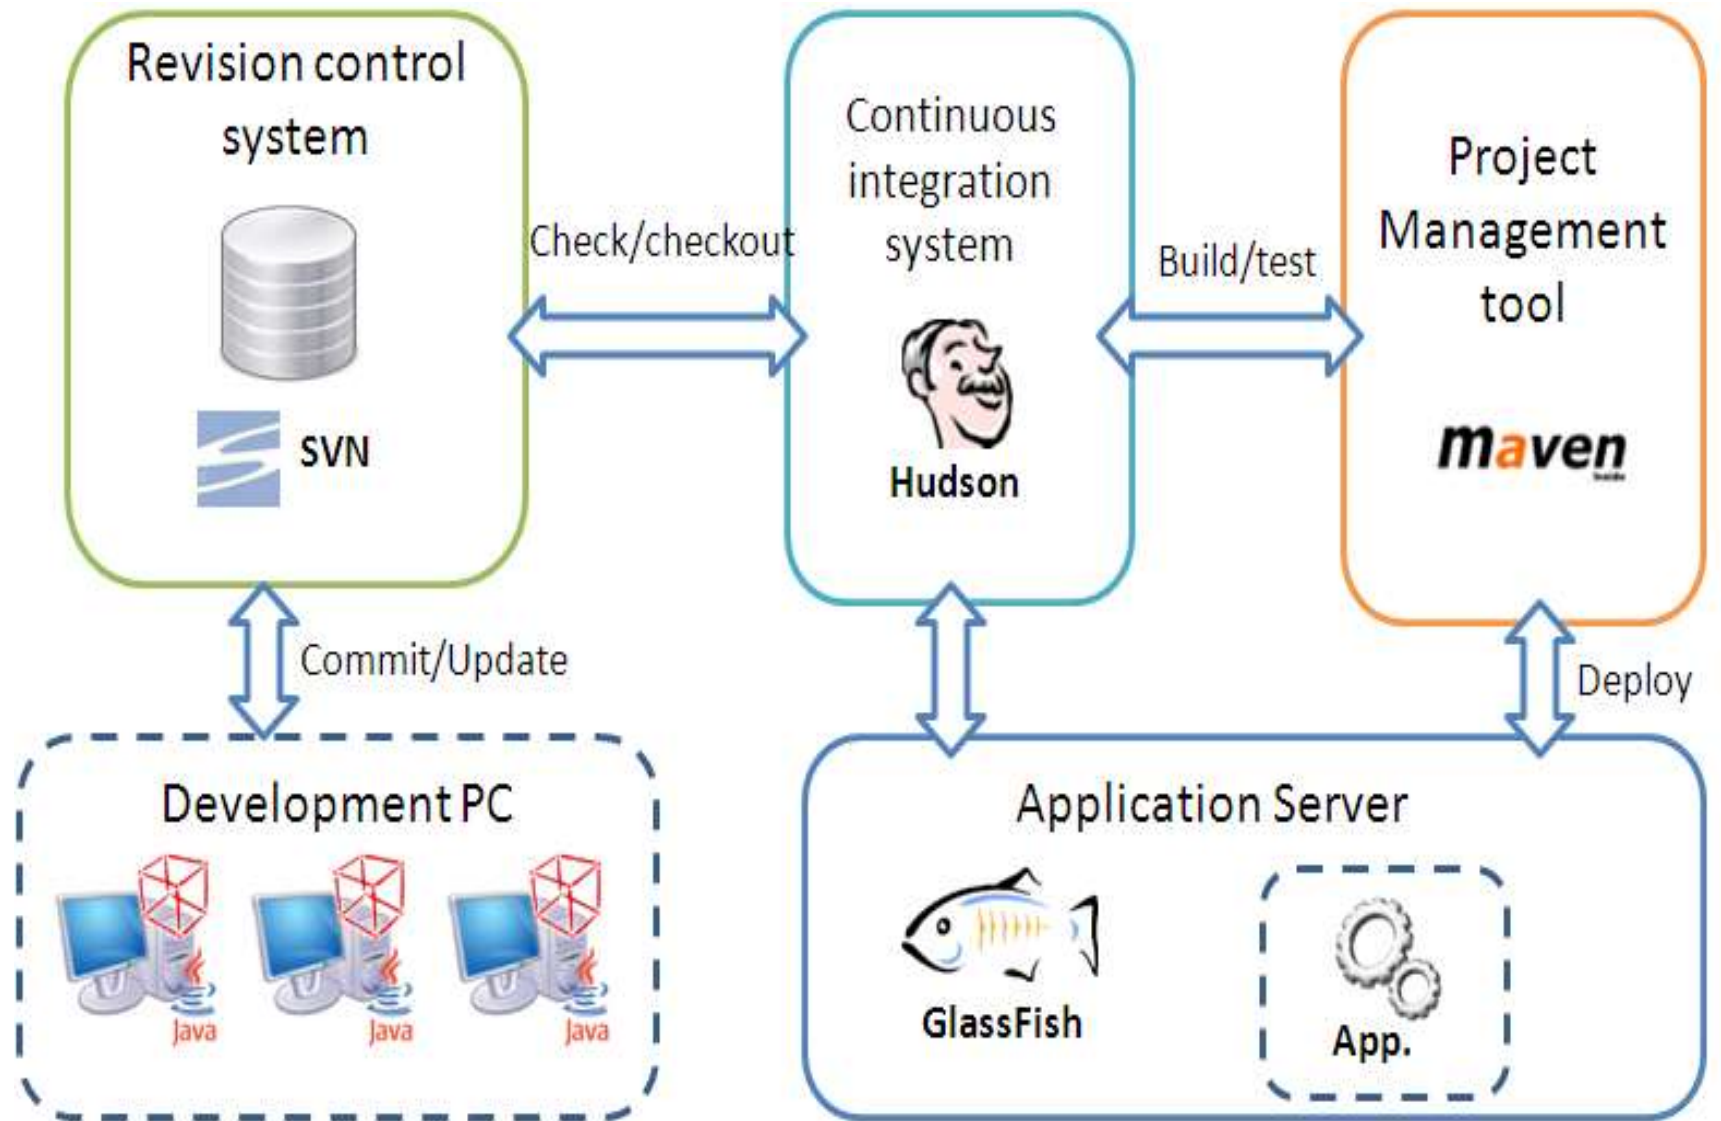 Revision control
system
SVN
Check/checkout
Continuous
integration
system
Hudson
Build/test
Project
Management
tool
maven
Commit/Update
Deploy
Development PC
Java
Java
Java
Application Server
GlassFish
App.